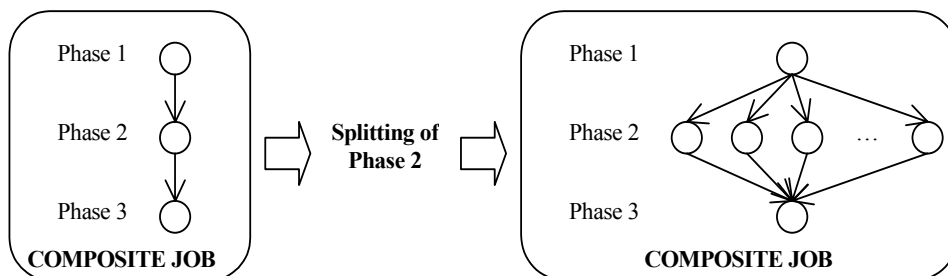 Phase 1
Phase 2
Phase 3
COMPOSITE JOB
Splitting of
Phase 2
Phase 1
Phase 2
...
Phase 3
COMPOSITE JOB